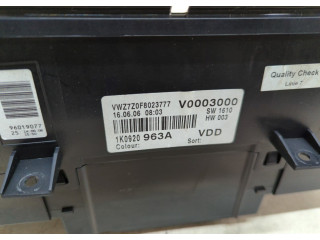 VWZ7Z0F8023777 V0003000
16.06.06 08:03 SW 1610
HW 003
1K0920 963A VDD
Colour: Sort:
Quality Check
96019077